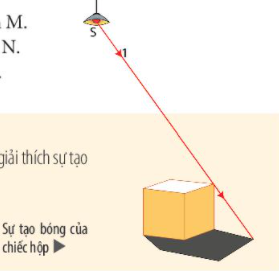 M.
N.
S
1
giải thích sự tạo
Sự tạo bóng của
chiếc hộp ▶